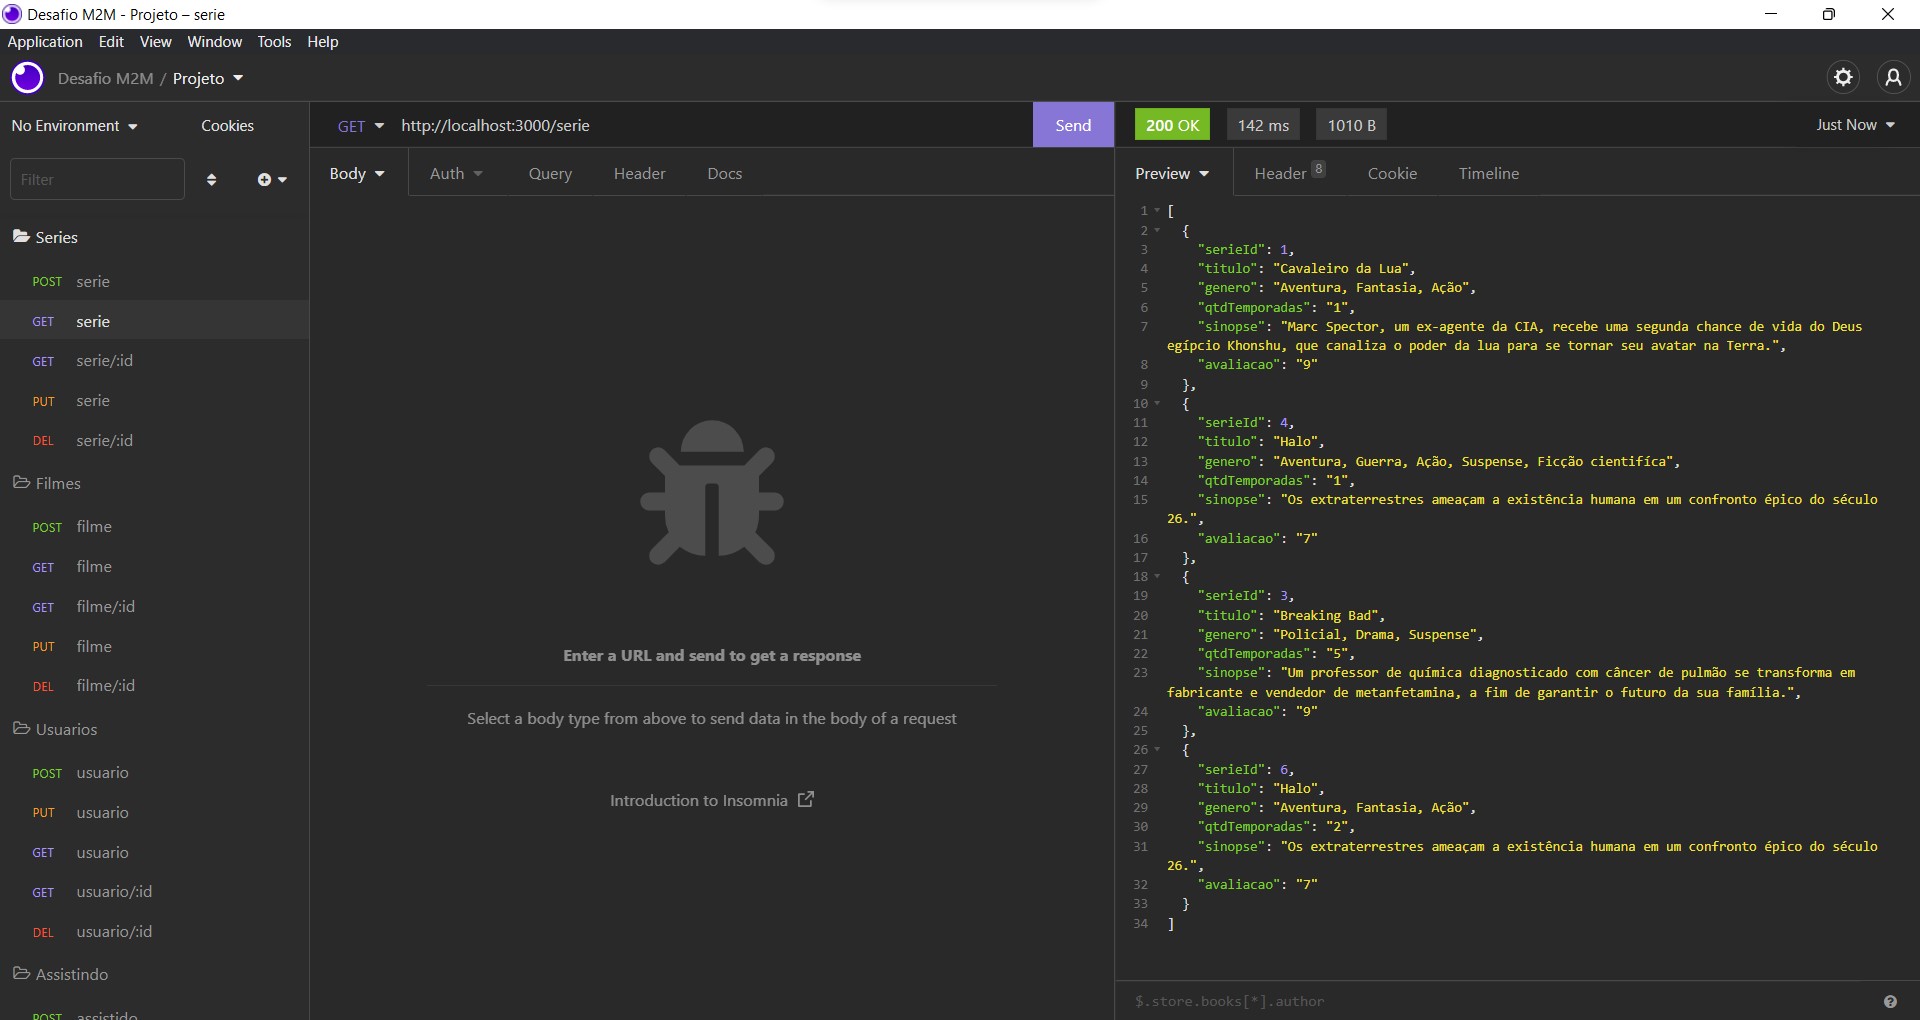 Desafio M2M - Projeto – serie
Application Edit View Window Tools Help
Desafio M2M / Projeto
No Environment Cookies
Filter
Series
POST serie
GET serie
GET serie/:id
PUT serie
DEL serie/:id
Filmes
POST filme
GET filme
GET filme/:id
PUT filme
DEL filme/:id
Usuarios
POST usuario
PUT usuario
GET usuario
GET usuario/:id
DEL usuario/:id
Assistindo
POST assistido
GET http://localhost:3000/serie Send
Body Auth Query Header Docs
Enter a URL and send to get a response
Select a body type from above to send data in the body of a request
Introduction to Insomnia
200 OK 142 ms 1010 B Just Now
Preview Header 8 Cookie Timeline
1 [
2 {
3 "serieId": 1,
4 "titulo": "Cavaleiro da Lua",
5 "genero": "Aventura, Fantasia, Ação",
6 "qtdTemporadas": "1",
7 "sinopse": "Marc Spector, um ex-agente da CIA, recebe uma segunda chance de vida do Deus
egípcio Khonshu, que canaliza o poder da lua para se tornar seu avatar na Terra.",
8 "avaliacao": "9"
9 },
10 {
11 "serieId": 4,
12 "titulo": "Halo",
13 "genero": "Aventura, Guerra, Ação, Suspense, Ficção cientifíca",
14 "qtdTemporadas": "1",
15 "sinopse": "Os extraterrestres ameaçam a existência humana em um confronto épico do século
26.",
16 "avaliacao": "7"
17 },
18 {
19 "serieId": 3,
20 "titulo": "Breaking Bad",
21 "genero": "Policial, Drama, Suspense",
22 "qtdTemporadas": "5",
23 "sinopse": "Um professor de química diagnosticado com câncer de pulmão se transforma em
fabricante e vendedor de metanfetamina, a fim de garantir o futuro da sua família.",
24 "avaliacao": "9"
25 },
26 {
27 "serieId": 6,
28 "titulo": "Halo",
29 "genero": "Aventura, Fantasia, Ação",
30 "qtdTemporadas": "2",
31 "sinopse": "Os extraterrestres ameaçam a existência humana em um confronto épico do século
26.",
32 "avaliacao": "7"
33 }
34 ]
$.store.books[*].author